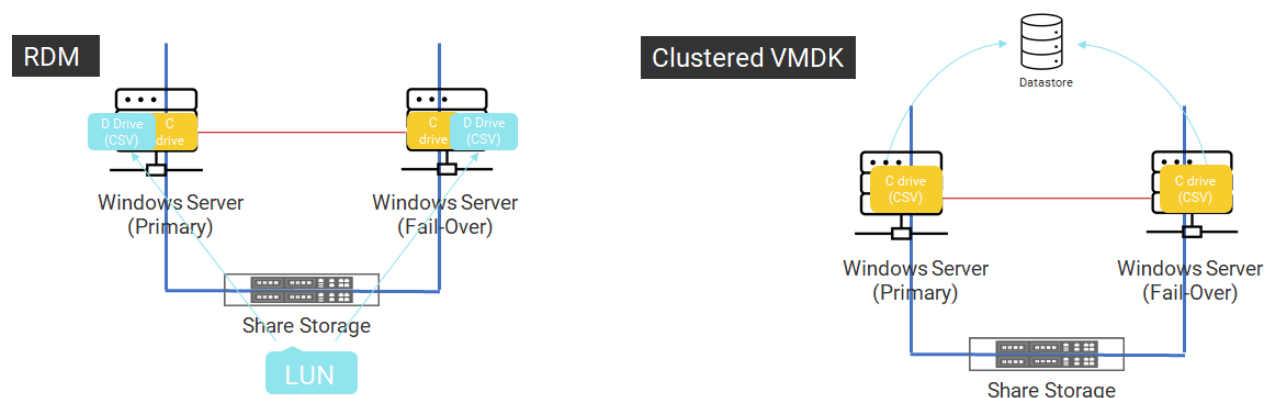 RDM
D Drive
(CSV)
C
drive
C
drive
D Drive
(CSV)
Windows Server
(Primary)
Windows Server
(Fail-Over)
Share Storage
LUN
Clustered VMDK
Datastore
C drive
(CSV)
C drive
(CSV)
Windows Server
(Primary)
Windows Server
(Fail-Over)
Share Storage